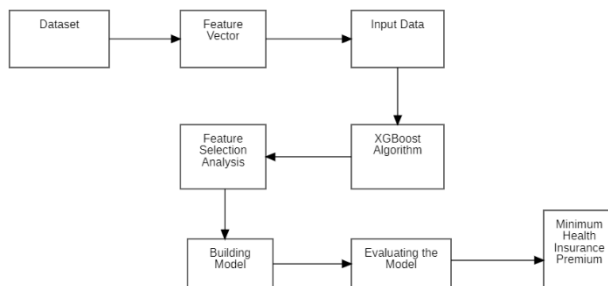 Dataset
Feature
Vector
Input Data
XGBoost
Algorithm
Feature
Selection
Analysis
Building
Model
Evaluating the
Model
Minimum
Health
Insurance
Premium